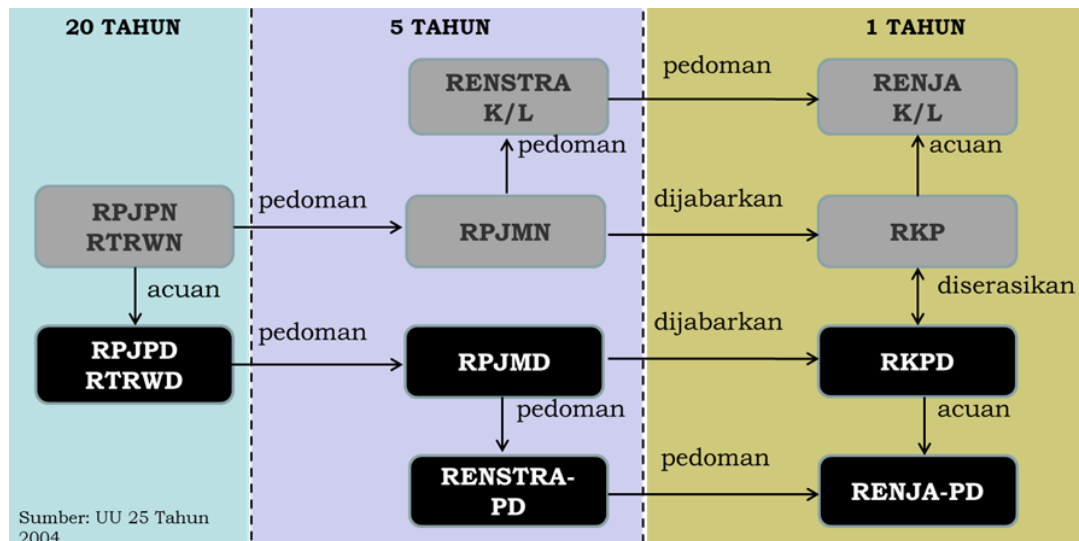 20 TAHUN
5 TAHUN
1 TAHUN
RENSTRA
K/L
pedoman
RENJA
K/L
pedoman
acuan
RPJPN
RTRWN
pedoman
RPJMN
dijabarkan
RKP
acuan
diserasikan
RPJPD
RTRWD
pedoman
RPJMD
dijabarkan
RKPD
pedoman
acuan
RENSTRA-
PD
pedoman
RENJA-PD
Sumber: UU 25 Tahun
2004